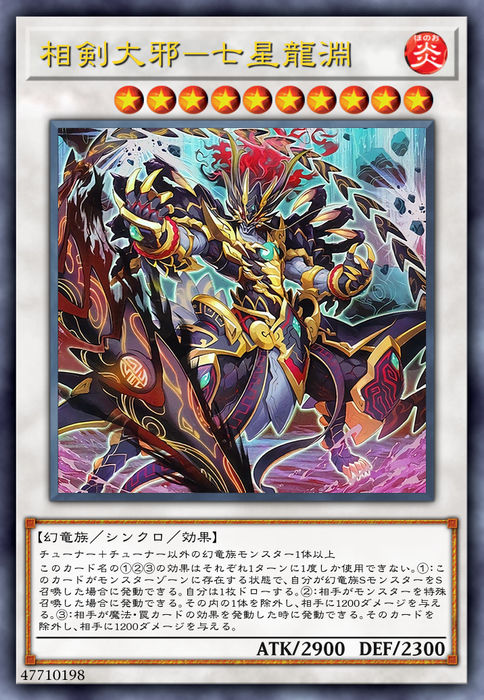 相剣大邪－七星龍淵
ほのお
炎
【幻竜族／シンクロ／効果】
チューナー＋チューナー以外の幻竜族モンスター1体以上
このカード名の①②③の効果はそれぞれ1ターンに1度しか使用できない。①：こ
のカードがモンスターゾーンに存在する状態で、自分が幻竜族SモンスターをS
召喚した場合に発動できる。自分は1枚ドローする。②：相手がモンスターを特殊
召喚した場合に発動できる。その内の1体を除外し、相手に1200ダメージを与え
る。③：相手が魔法・罠カードの効果を発動した時に発動できる。そのカードを
除外し、相手に1200ダメージを与える。
ATK/2900 DEF/2300
47710198